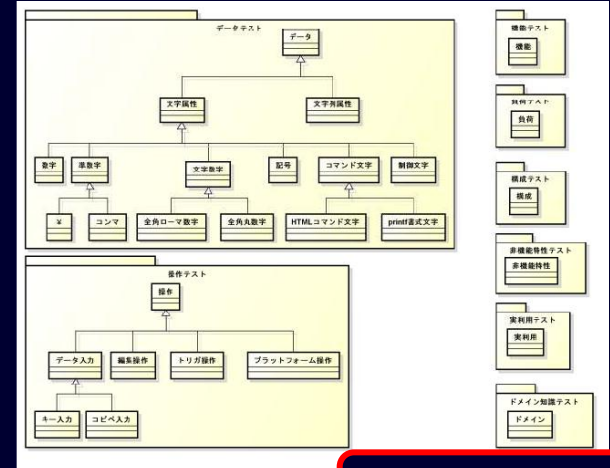 データテスト
データ
文字属性
文字列属性
数字
準数字
文字数字
記号
コマンド文字
制御文字
¥
コンマ
全角ローマ数字
全角丸数字
HTMLコマンド文字
printf書式文字
操作テスト
操作
データ入力
編集操作
トリガ操作
プラットフォーム操作
キー入力
コピペ入力
機能テスト
機能
負荷テスト
負荷
構成テスト
構成
非機能特性テスト
非機能特性
実利用テスト
実利用
ドメイン知識テスト
ドメイン